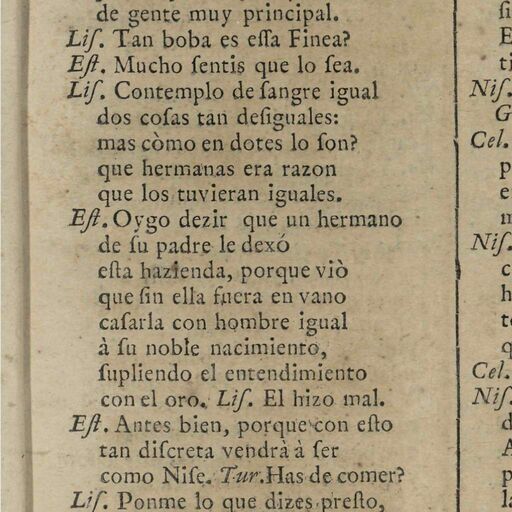 de gente muy principal.
Liſ. Tan boba es eſſa Finea?
Eſt. Mucho ſentis que lo ſea.
Liſ. Contemplo de ſangre igual
dos coſas tan deſiguales:
mas còmo en dotes lo ſon?
que hermanas era razon
que los tuvieran iguales.
Eſt. Oygo dezir que un hermano
de ſu padre le dexó
eſta hazienda, porque viò
que ſin ella fuera en vano
caſarla con hombre igual
à ſu noble nacimiento,
ſupliendo el entendimiento
con el oro. Liſ. El hizo mal.
Eſt. Antes bien, porque con eſto
tan diſcreta vendrà à ſer
como Niſe. Tur. Has de comer?
Liſ. Ponme lo que dizes preſto,
Niſ.
G
Cel.
p
e
m
Niſ.
c
h
t
q
Cel.
Niſ.
d
A
p